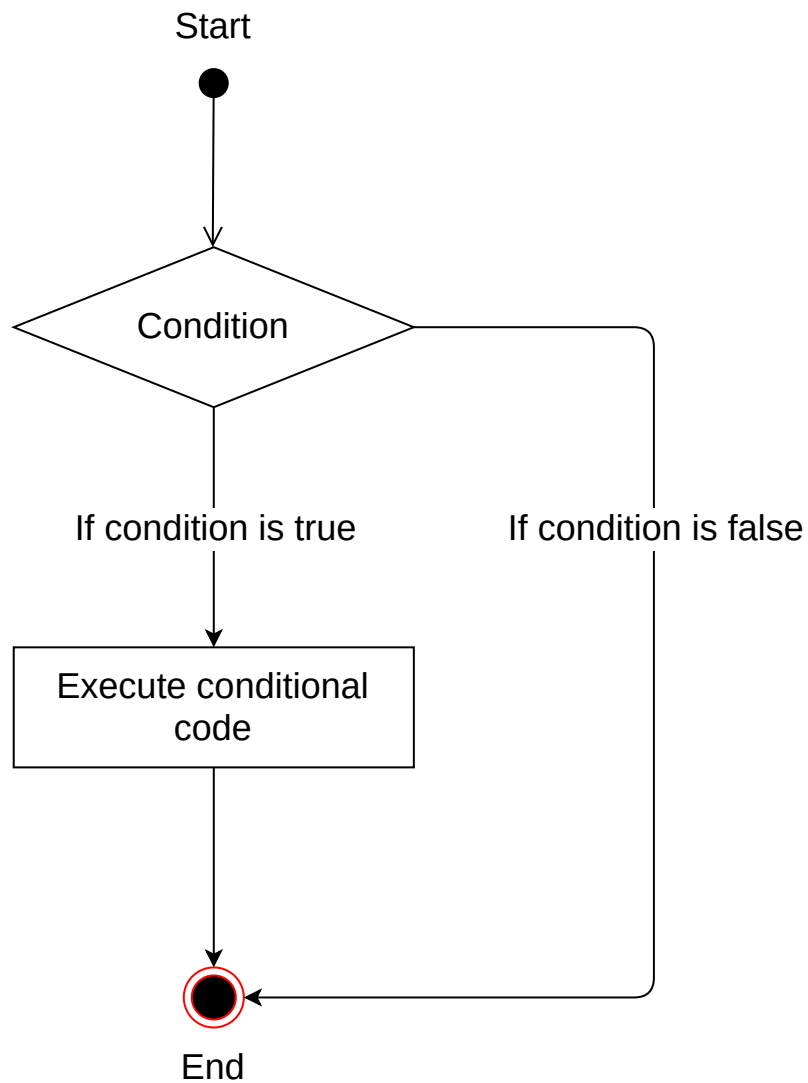 Start
Condition
If condition is true
If condition is false
Execute conditional
code
End